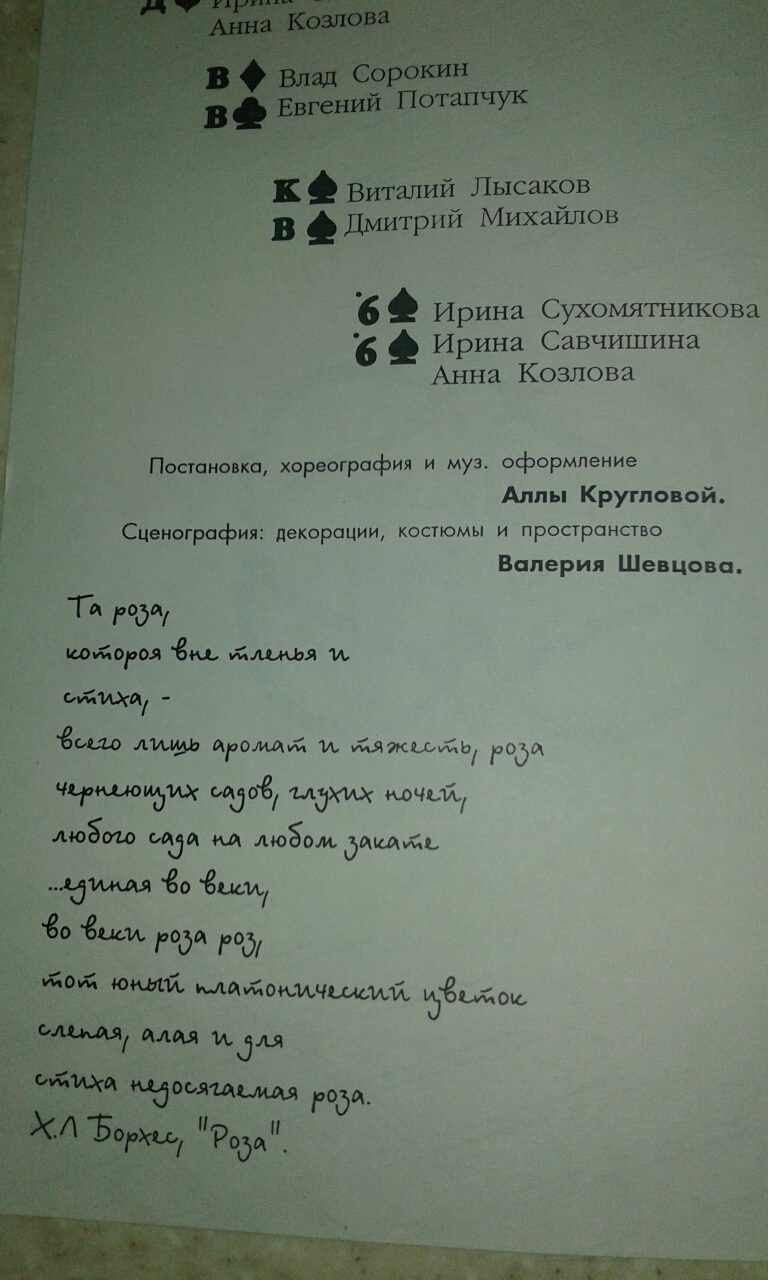 Д♠ Ирина
Анна Козлова
В♦ Влад Сорокин
В♣ Евгений Потапчук
К♠ Виталий Лысаков
В♠ Дмитрий Михайлов
6♠ Ирина Сухомятникова
6♠ Ирина Савчишина
Анна Козлова
Постановка, хореография и муз. оформление
Аллы Кругловой.
Сценография: декорации, костюмы и пространство
Валерия Шевцова.
Та роза,
котороя вне тленья и
стиха, -
всего лишь аромат и тяжесть, роза
чернеющих садов, глухих ночей,
любого сада на любом закате
...единая во веки,
во веки роза роз,
тот юный платонический цветок
слепая, алая и для
стиха недосягаемая роза.
Х.Л Борхес, "Роза".